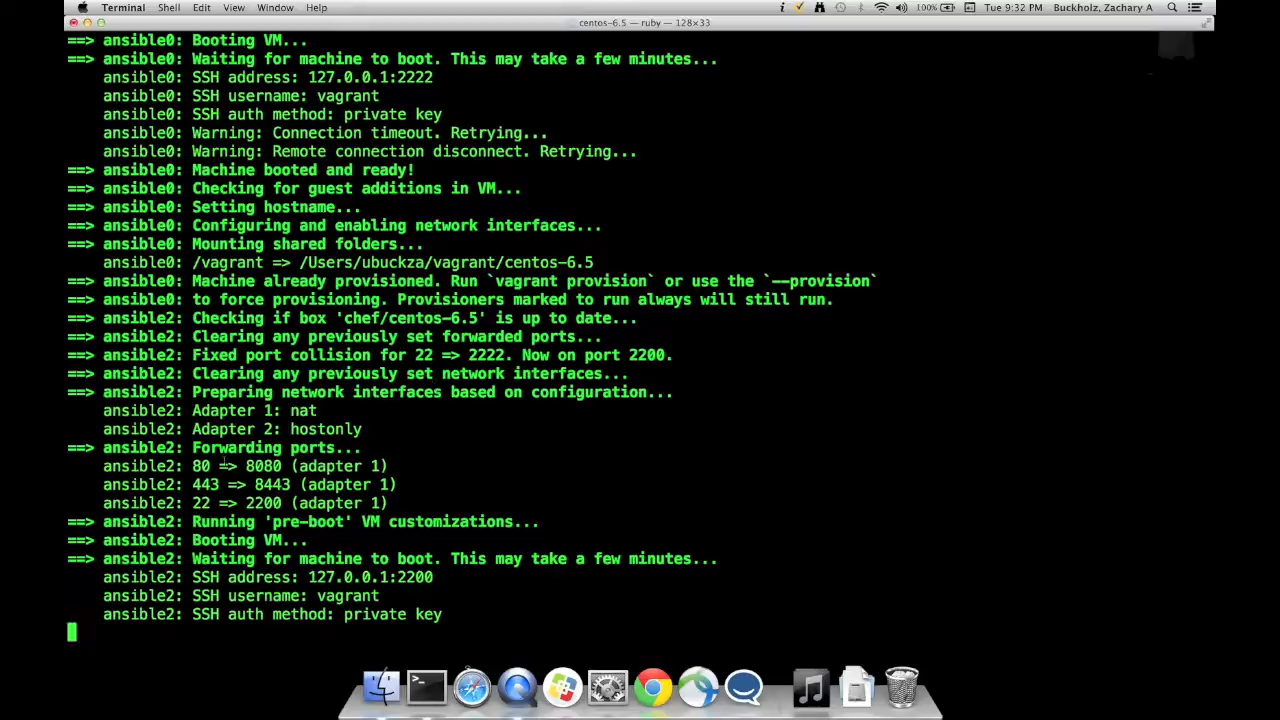 Terminal Shell Edit View Window Help 100% Tue 9:32 PM Buckholz, Zachary A
centos-6.5 — ruby — 128×33
==> ansible0: Booting VM...
==> ansible0: Waiting for machine to boot. This may take a few minutes...
ansible0: SSH address: 127.0.0.1:2222
ansible0: SSH username: vagrant
ansible0: SSH auth method: private key
ansible0: Warning: Connection timeout. Retrying...
ansible0: Warning: Remote connection disconnect. Retrying...
==> ansible0: Machine booted and ready!
==> ansible0: Checking for guest additions in VM...
==> ansible0: Setting hostname...
==> ansible0: Configuring and enabling network interfaces...
==> ansible0: Mounting shared folders...
ansible0: /vagrant => /Users/ubuckza/vagrant/centos-6.5
==> ansible0: Machine already provisioned. Run `vagrant provision` or use the `--provision`
==> ansible0: to force provisioning. Provisioners marked to run always will still run.
==> ansible2: Checking if box 'chef/centos-6.5' is up to date...
==> ansible2: Clearing any previously set forwarded ports...
==> ansible2: Fixed port collision for 22 => 2222. Now on port 2200.
==> ansible2: Clearing any previously set network interfaces...
==> ansible2: Preparing network interfaces based on configuration...
ansible2: Adapter 1: nat
ansible2: Adapter 2: hostonly
==> ansible2: Forwarding ports...
ansible2: 80 => 8080 (adapter 1)
ansible2: 443 => 8443 (adapter 1)
ansible2: 22 => 2200 (adapter 1)
==> ansible2: Running 'pre-boot' VM customizations...
==> ansible2: Booting VM...
==> ansible2: Waiting for machine to boot. This may take a few minutes...
ansible2: SSH address: 127.0.0.1:2200
ansible2: SSH username: vagrant
ansible2: SSH auth method: private key